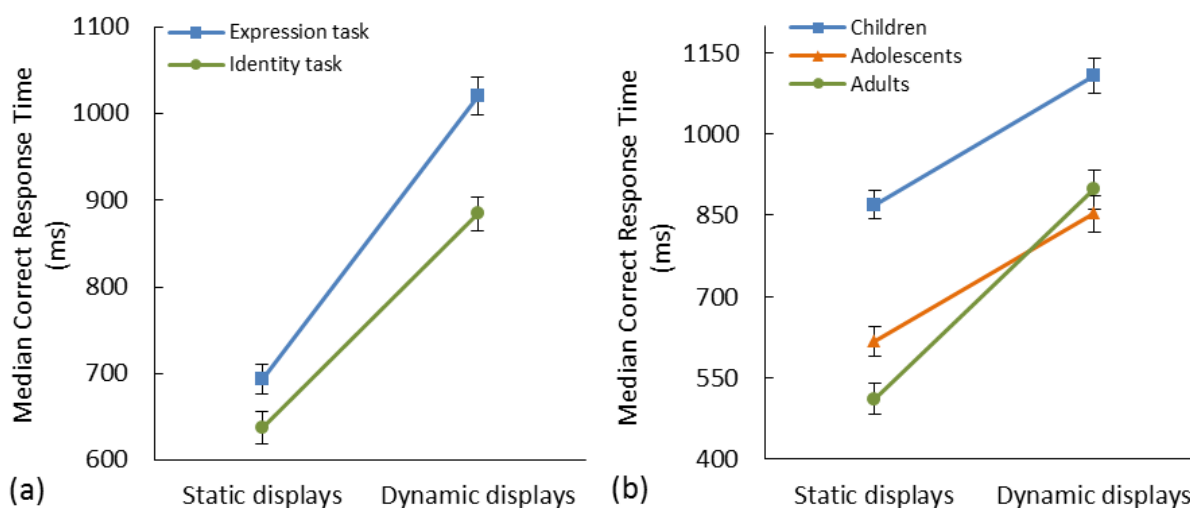 Median Correct Response Time
(ms)
1100
1000
900
800
700
600
Expression task
Identity task
Static displays
Dynamic displays
(a)
Median Correct Response Time
(ms)
1150
1000
850
700
550
400
Children
Adolescents
Adults
Static displays
Dynamic displays
(b)